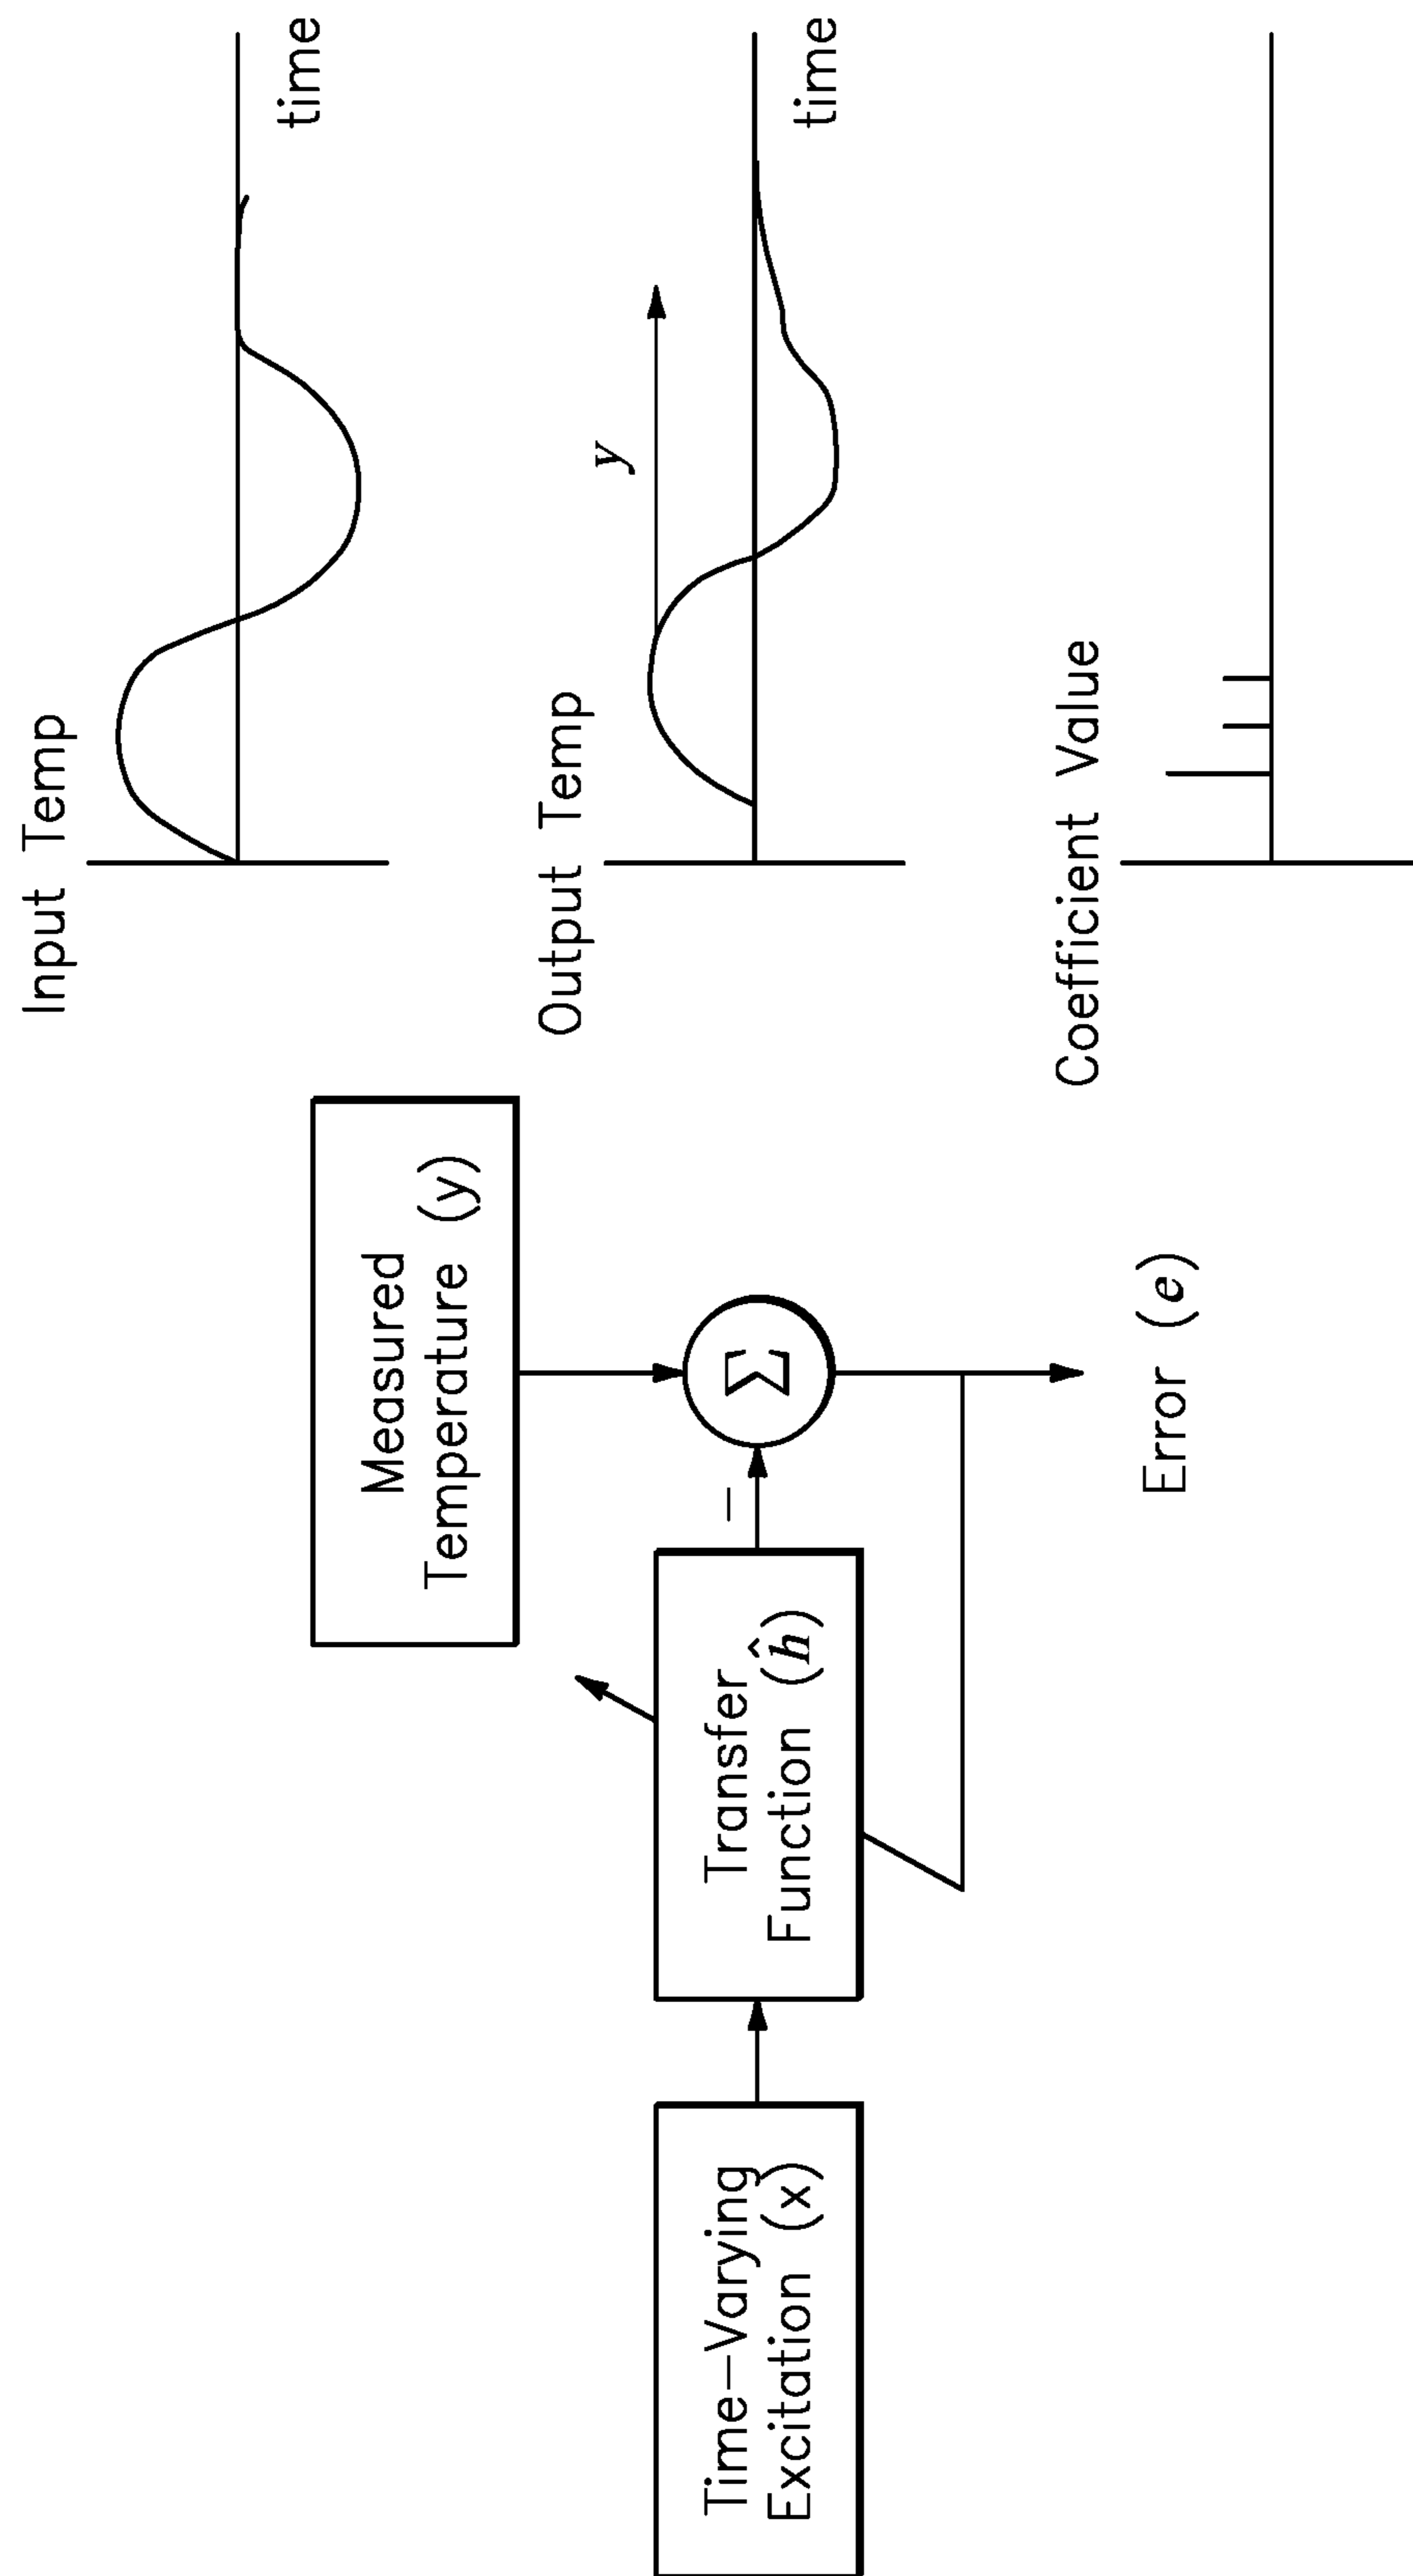 Time-Varying
Excitation (x)
Transfer
Function (ĥ)
-
Measured
Temperature (y)
Σ
Error (e)
Input Temp
time
Output Temp
y
time
Coefficient Value